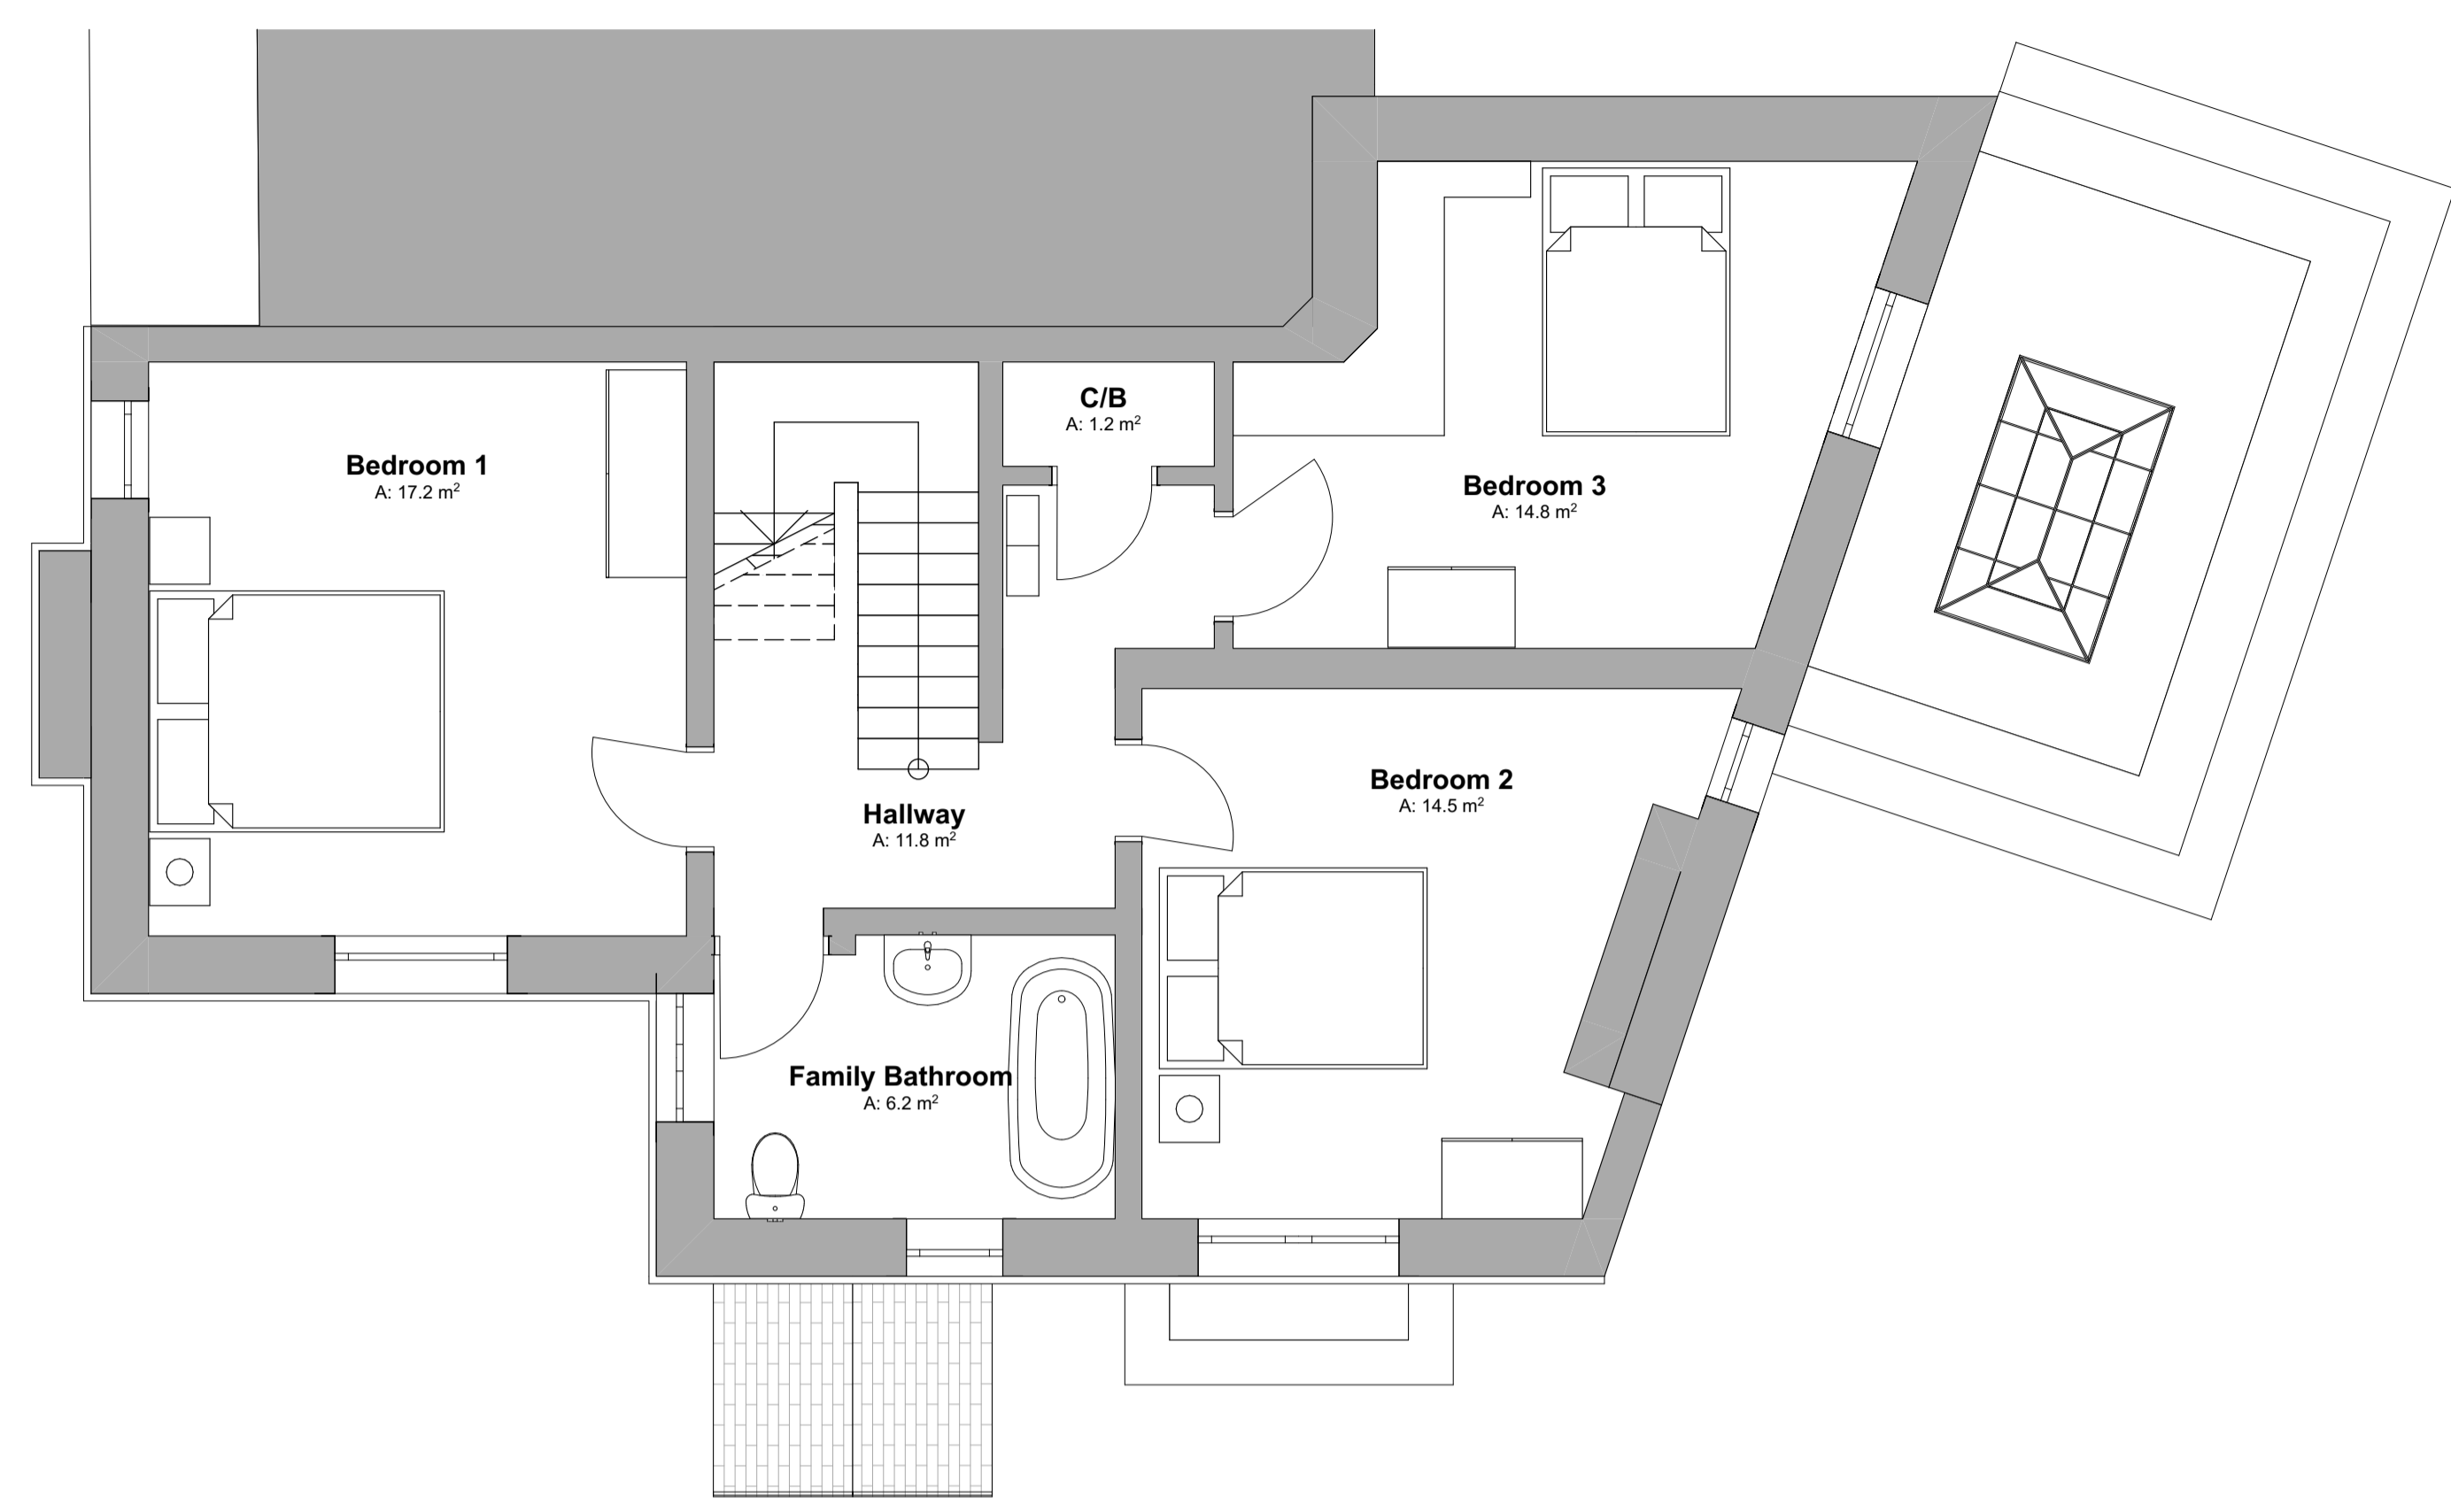 C/B
A: 1.2 m²
Bedroom 1
A: 17.2 m²
Bedroom 3
A: 14.8 m²
Bedroom 2
A: 14.5 m²
Hallway
A: 11.8 m²
Family Bathroom
A: 6.2 m²